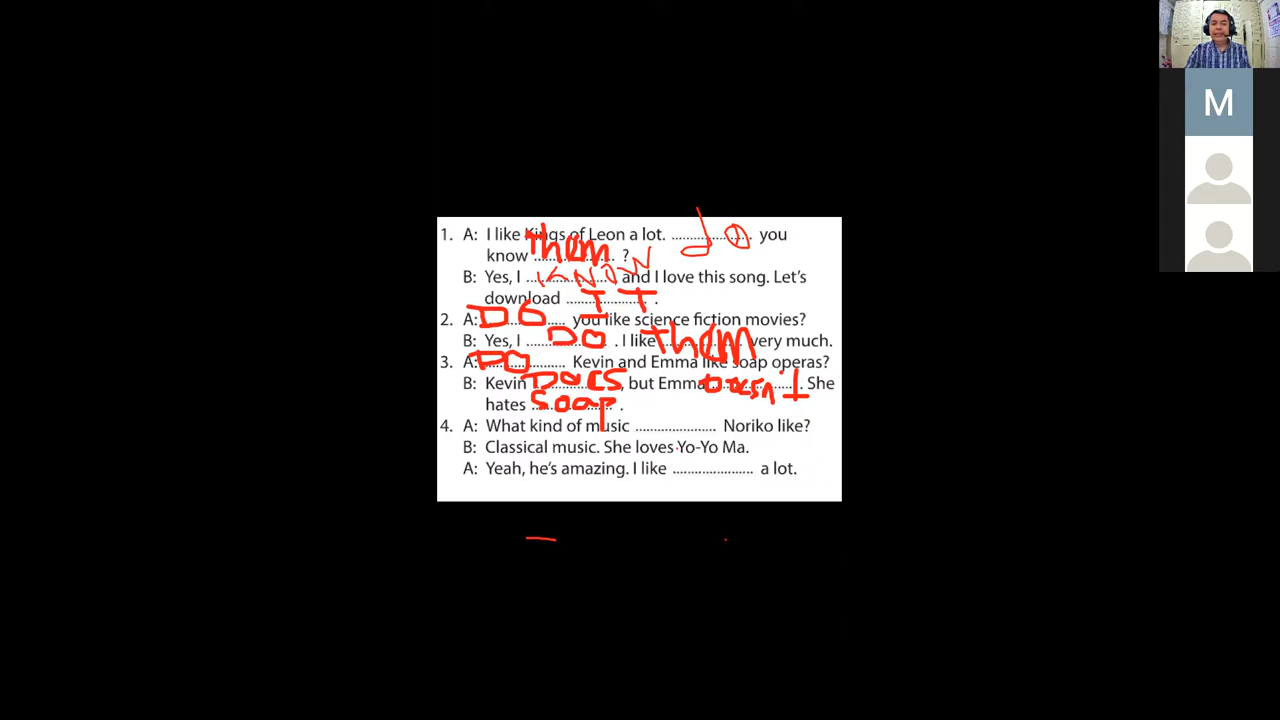 1. A: I like Kings of Leon a lot. do you
know them ?
B: Yes, I KNOW and I love this song. Let's
download IT .
2. A: DO you like science fiction movies?
B: Yes, I DO . I like them very much.
3. A: DO Kevin and Emma like soap operas?
B: Kevin DOES , but Emma Doesn't . She
hates SOAP .
4. A: What kind of music ...................... Noriko like?
B: Classical music. She loves Yo-Yo Ma.
A: Yeah, he's amazing. I like ...................... a lot.
M